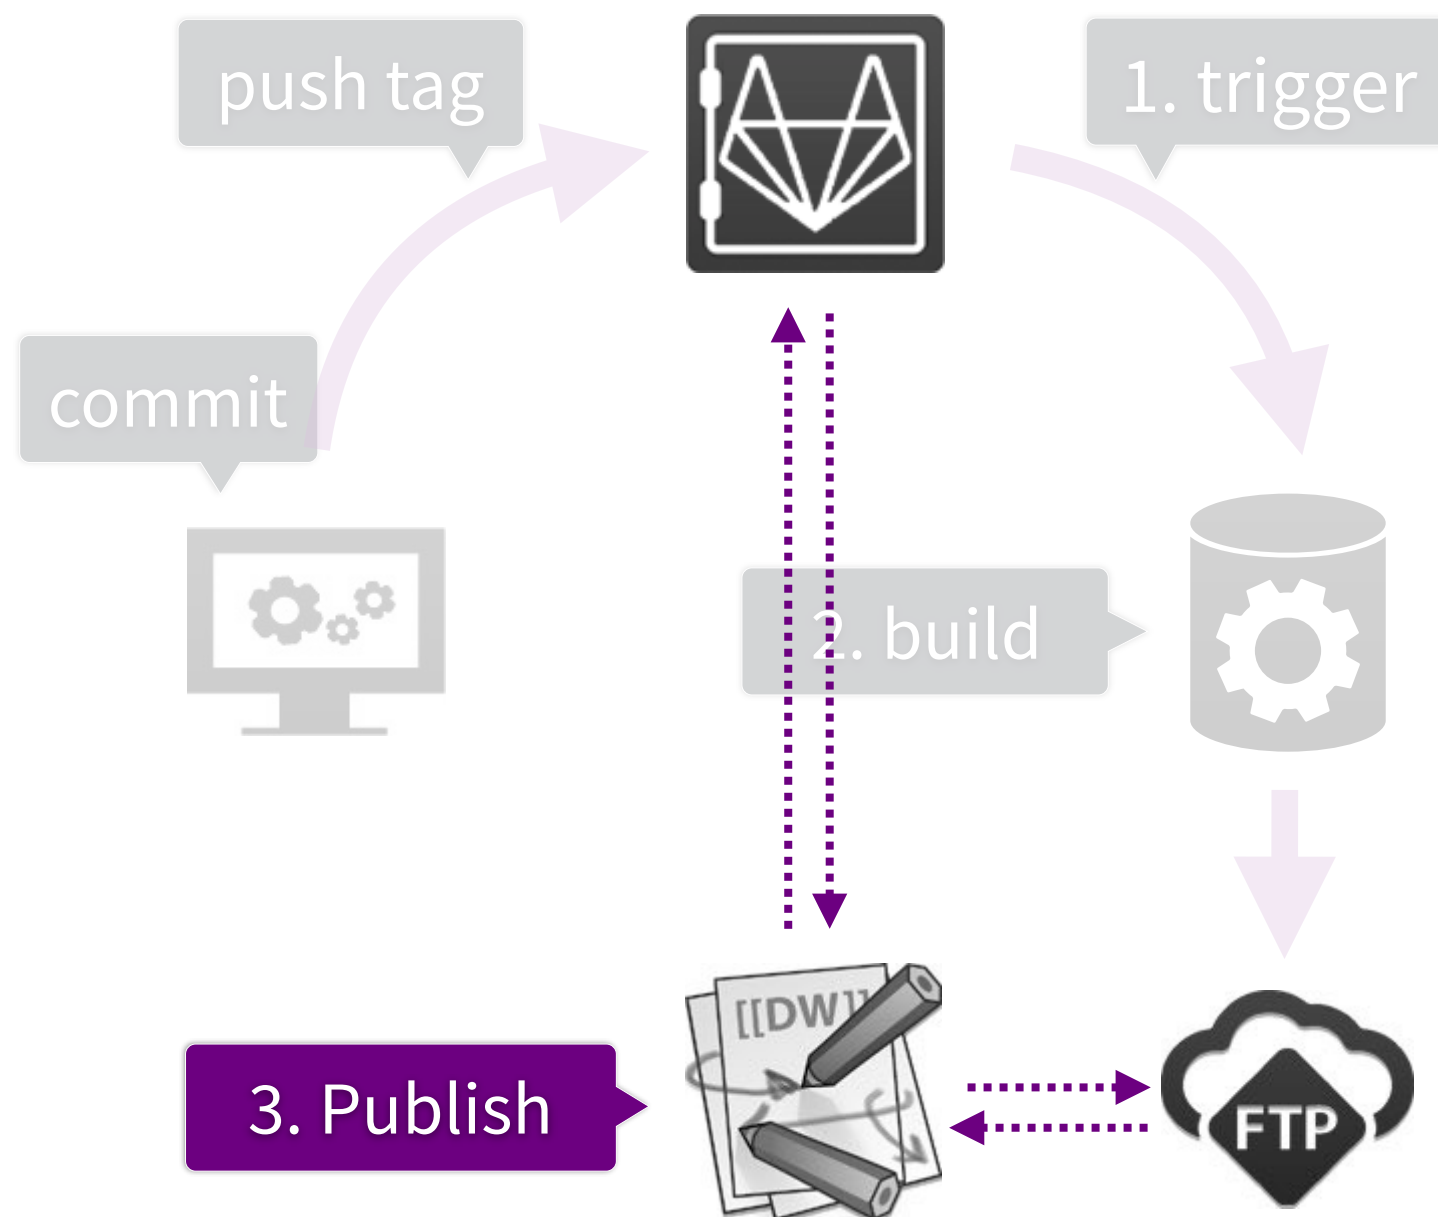 push tag
1. trigger
commit
2. build
[[DW]]
3. Publish
FTP